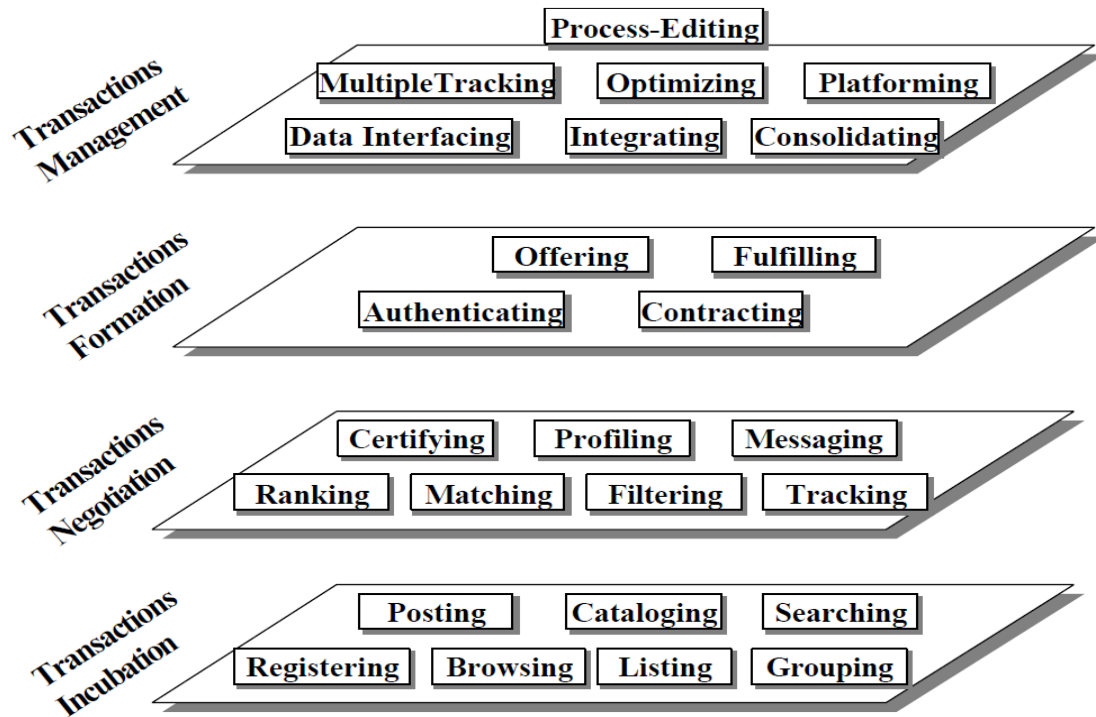 Transactions
Management
Process-Editing
MultipleTracking Optimizing Platforming
Data Interfacing Integrating Consolidating
Transactions
Formation
Offering Fulfilling
Authenticating Contracting
Transactions
Negotiation
Certifying Profiling Messaging
Ranking Matching Filtering Tracking
Transactions
Incubation
Posting Cataloging Searching
Registering Browsing Listing Grouping